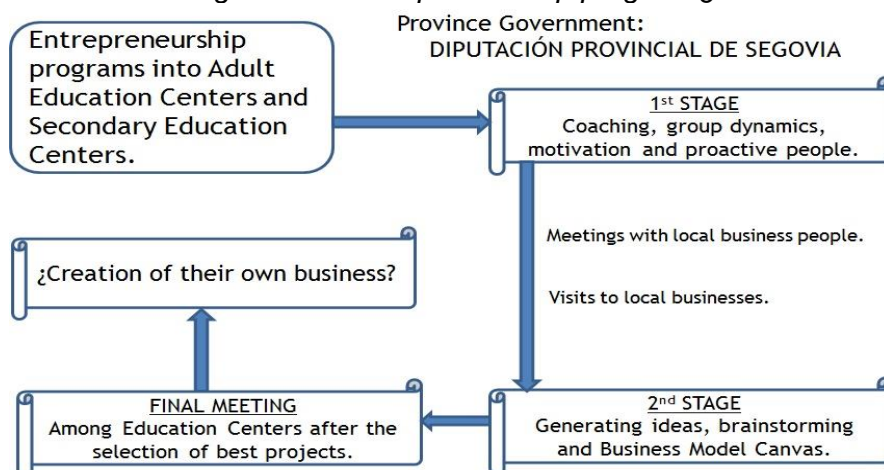 Entrepreneurship
programs into Adult
Education Centers and
Secondary Education
Centers.
Province Government:
DIPUTACIÓN PROVINCIAL DE SEGOVIA
1st STAGE
Coaching, group dynamics,
motivation and proactive people.
Meetings with local business people.
Visits to local businesses.
2nd STAGE
Generating ideas, brainstorming
and Business Model Canvas.
FINAL MEETING
Among Education Centers after the
selection of best projects.
¿Creation of their own business?